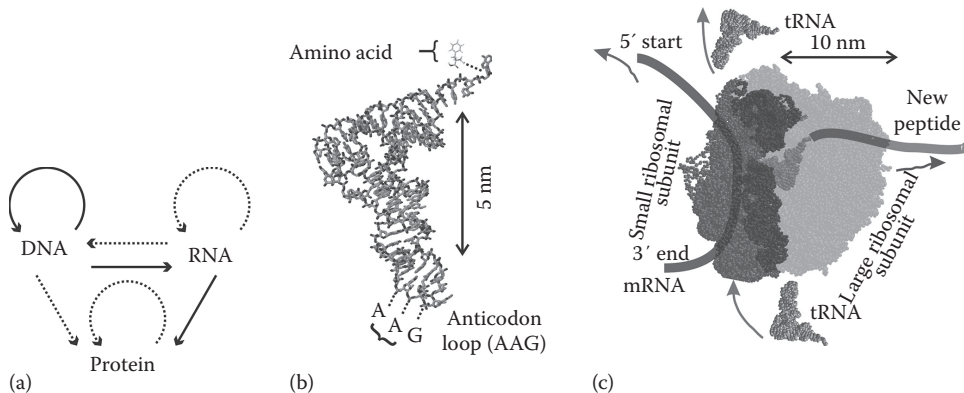 DNA
RNA
Protein
(a)
Amino acid
5 nm
A
A
G
Anticodon
loop (AAG)
(b)
tRNA
5′ start
10 nm
New
peptide
Small ribosomal
subunit
3′ end
mRNA
Large ribosomal
subunit
tRNA
(c)